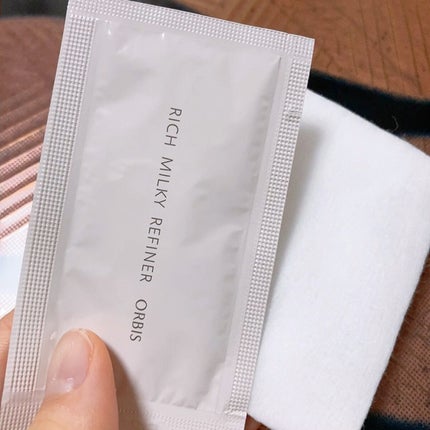 RICH MILKY REFINER ORBIS